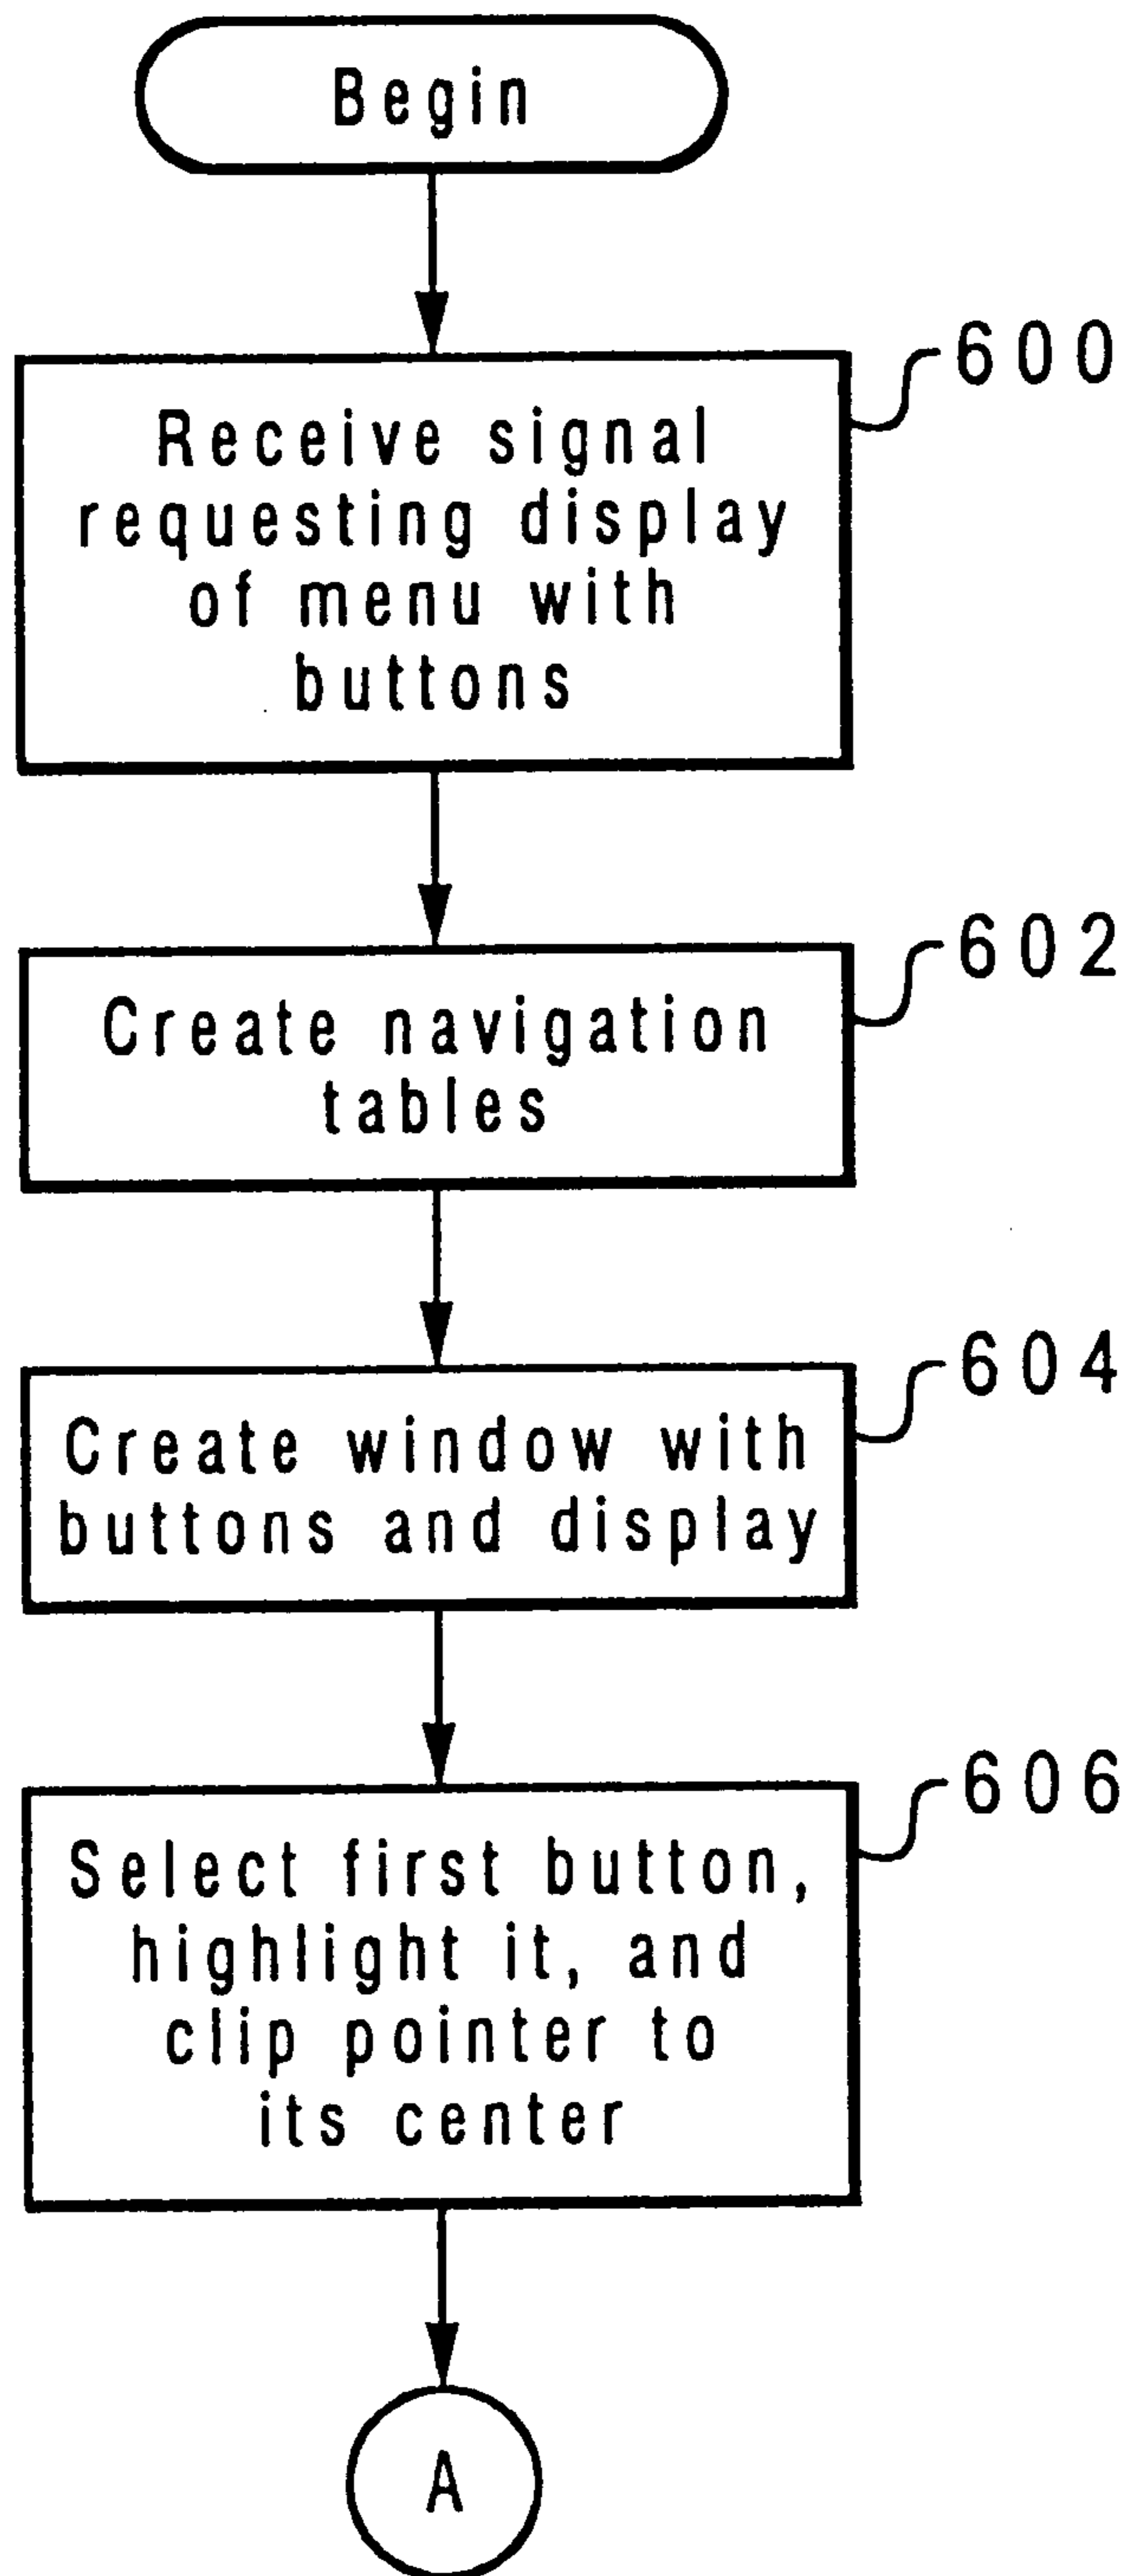 Begin
600
Receive signal
requesting display
of menu with
buttons
602
Create navigation
tables
604
Create window with
buttons and display
606
Select first button,
highlight it, and
clip pointer to
its center
A